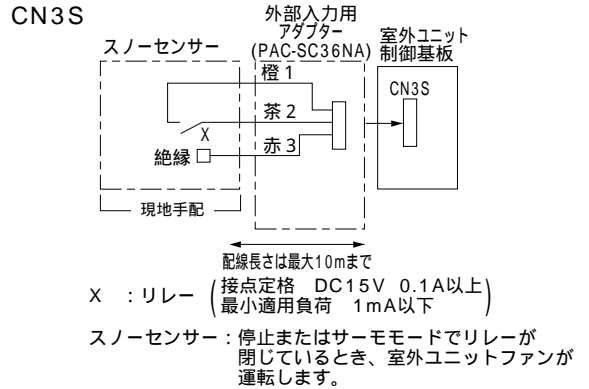 CN3S
外部入力用
アダプター
(PAC-SC36NA)
室外ユニット
制御基板
スノーセンサー
橙 1
CN3S
茶 2
X
赤 3
絶縁
現地手配
配線長さは最大10mまで
X :リレー (接点定格 DC15V 0.1A以上
最小適用負荷 1mA以下)
スノーセンサー:停止またはサーモモードでリレーが
閉じているとき、室外ユニットファンが
運転します。